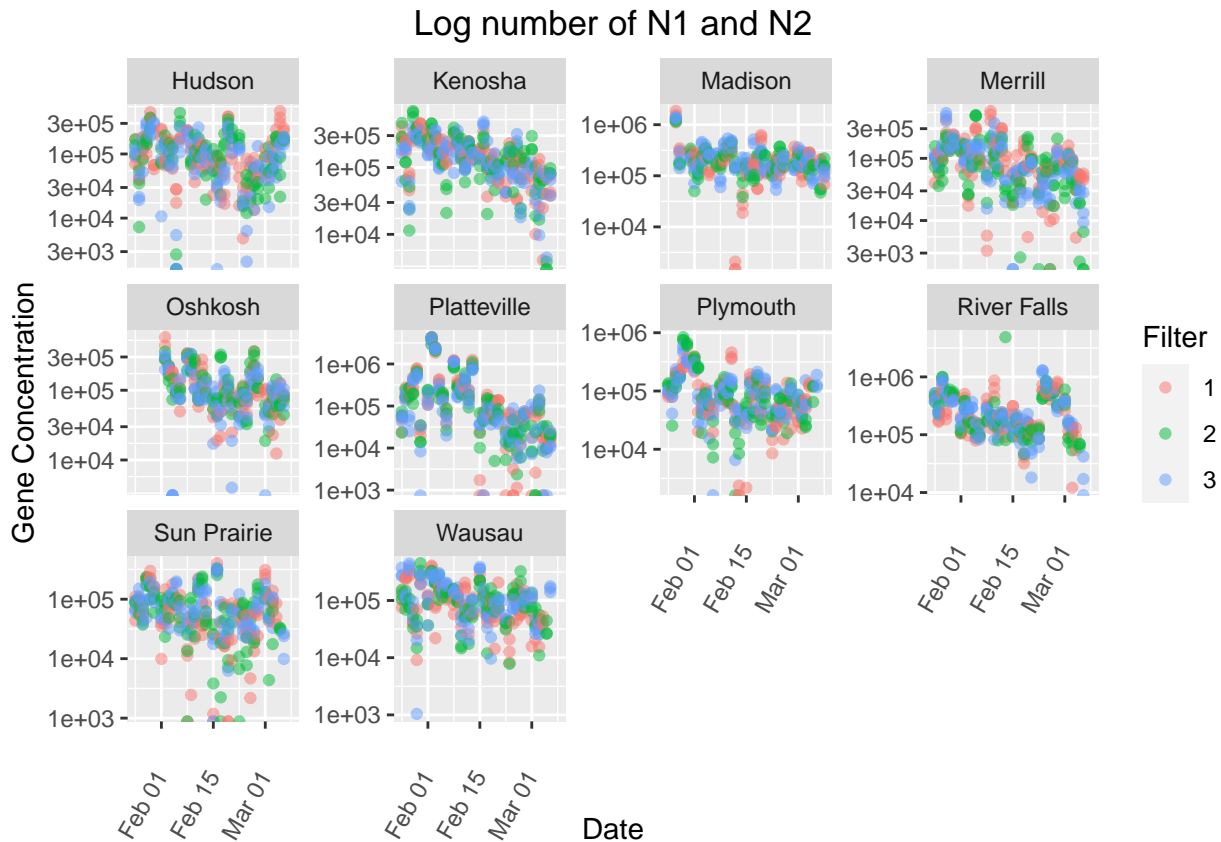 Log number of N1 and N2
Hudson
Kenosha
Madison
Merrill
3e+05
1e+05
3e+04
1e+04
3e+03
3e+05
1e+05
3e+04
1e+04
1e+06
1e+05
1e+04
3e+05
1e+05
3e+04
1e+04
3e+03
Oshkosh
Platteville
Plymouth
River Falls
3e+05
1e+05
3e+04
1e+04
1e+06
1e+05
1e+04
1e+03
1e+06
1e+05
1e+04
1e+06
1e+05
1e+04
Feb 01
Feb 15
Mar 01
Feb 01
Feb 15
Mar 01
Sun Prairie
Wausau
1e+05
1e+04
1e+03
1e+05
1e+04
1e+03
Feb 01
Feb 15
Mar 01
Feb 01
Feb 15
Mar 01
Gene Concentration
Date
Filter
1
2
3